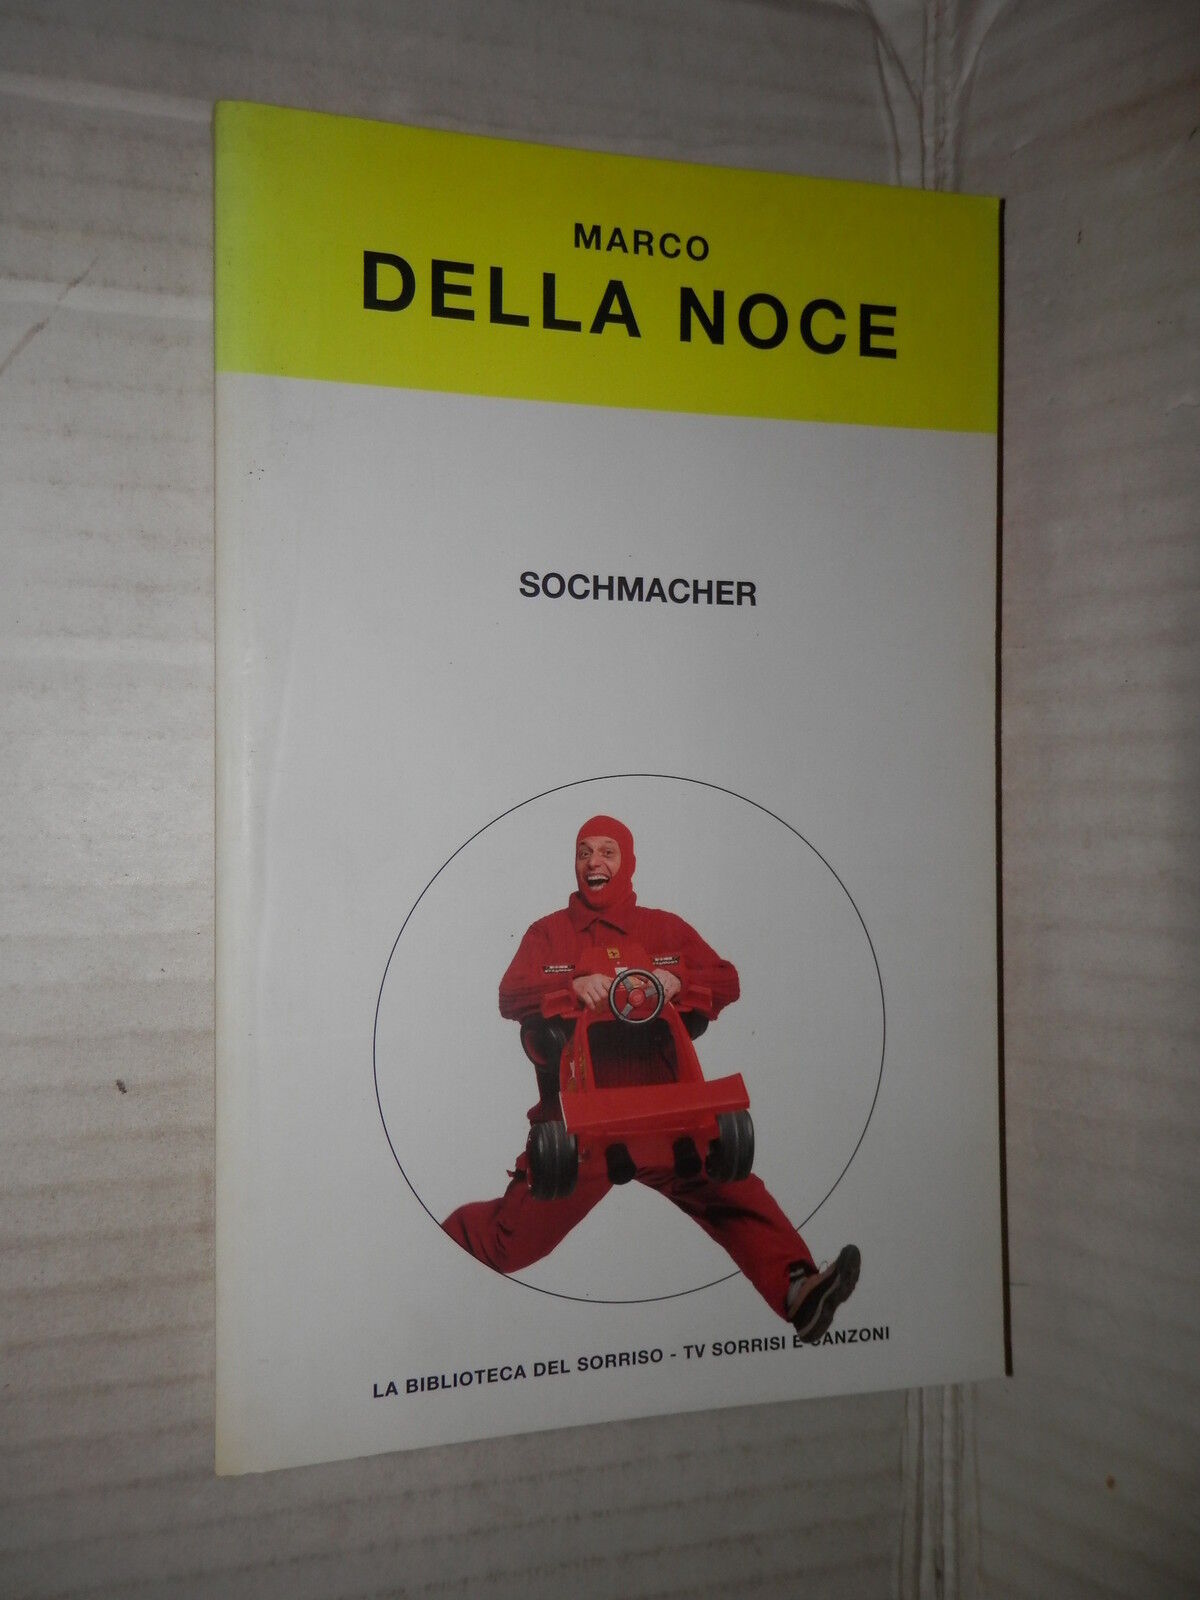 MARCO
DELLA NOCE
SOCHMACHER
LA BIBLIOTECA DEL SORRISO - TV SORRISI E CANZONI